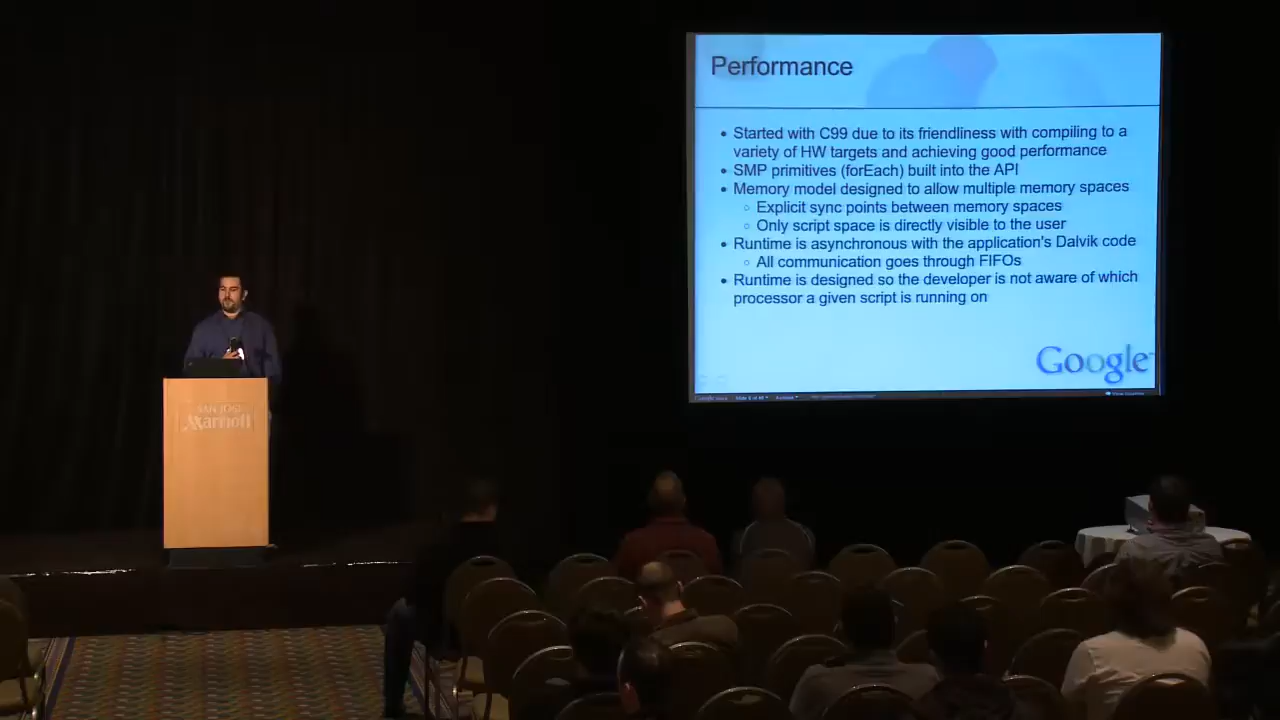 Performance
• Started with C99 due to its friendliness with compiling to a
variety of HW targets and achieving good performance
• SMP primitives (forEach) built into the API
• Memory model designed to allow multiple memory spaces
○ Explicit sync points between memory spaces
○ Only script space is directly visible to the user
• Runtime is asynchronous with the application's Dalvik code
○ All communication goes through FIFOs
• Runtime is designed so the developer is not aware of which
processor a given script is running on
Google
SAN JOSE
Marriott